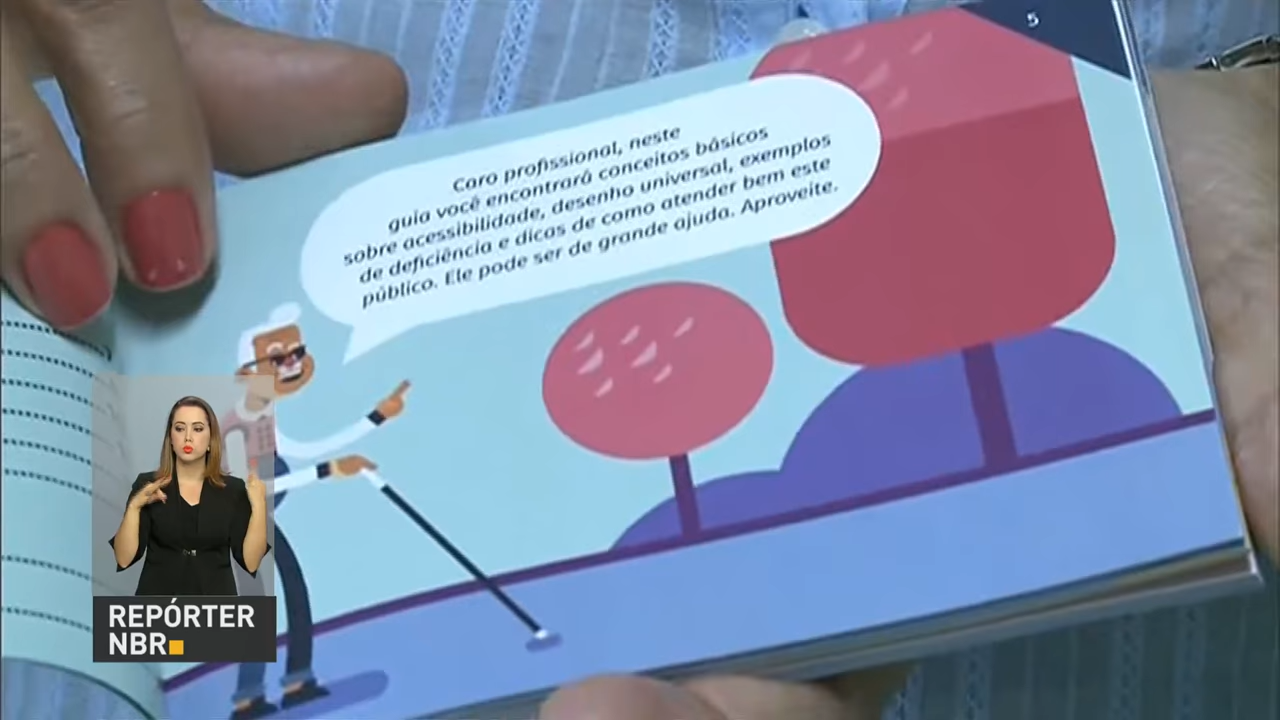 5
Caro profissional, neste
guia você encontrará conceitos básicos
sobre acessibilidade, desenho universal, exemplos
de deficiência e dicas de como atender bem este
público. Ele pode ser de grande ajuda. Aproveite.
REPÓRTER
NBR